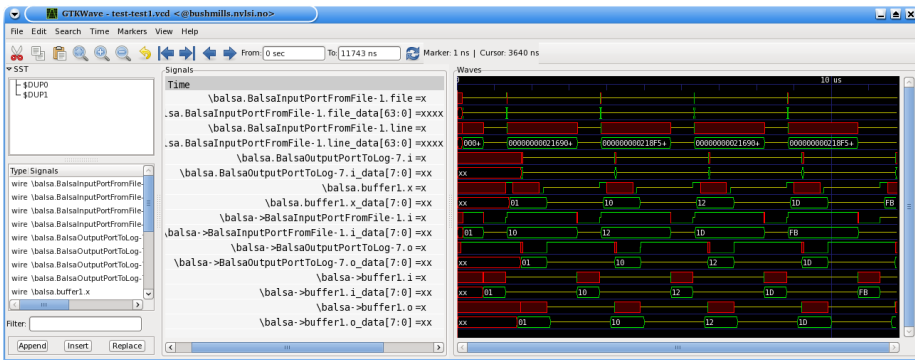 GTKWave - test-test1.vcd <@bushmills.nvlsi.no>
File Edit Search Time Markers View Help
From: 0 sec To: 11743 ns Marker: 1 ns | Cursor: 3640 ns
SST
$DUP0
$DUP1
Type Signals
wire \balsa.BalsaInputPortFromFile-
wire \balsa.BalsaInputPortFromFile-
wire \balsa.BalsaInputPortFromFile-
wire \balsa.BalsaInputPortFromFile-
wire \balsa.BalsaOutputPortToLog-
wire \balsa.BalsaOutputPortToLog-
wire \balsa.BalsaOutputPortToLog-
wire \balsa.BalsaOutputPortToLog-
wire \balsa.buffer1.x
Filter:
Append Insert Replace
Signals
Time
\balsa.BalsaInputPortFromFile-1.file=x
.sa.BalsaInputPortFromFile-1.file_data[63:0]=xxxx
\balsa.BalsaInputPortFromFile-1.line=x
.sa.BalsaInputPortFromFile-1.line_data[63:0]=xxxx
\balsa.BalsaOutputPortToLog-7.i=x
\balsa.BalsaOutputPortToLog-7.i_data[7:0]=xx
\balsa.buffer1.x=x
\balsa.buffer1.x_data[7:0]=xx
\balsa->BalsaInputPortFromFile-1.i=x
\balsa->BalsaInputPortFromFile-1.i_data[7:0]=xx
\balsa->BalsaOutputPortToLog-7.o=x
\balsa->BalsaOutputPortToLog-7.o_data[7:0]=xx
\balsa->buffer1.i=x
\balsa->buffer1.i_data[7:0]=xx
\balsa->buffer1.o=x
\balsa->buffer1.o_data[7:0]=xx
Waves
10 us
000+ 00000000021690+ 000000000218F5+ 00000000021690+ 000000000218F5+
xx
xx 01 10 12 1D FB
01 10 12 1D FB
xx 01 10 12 1D
xx 01 10 12 1D FB
xx 01 10 12 1D